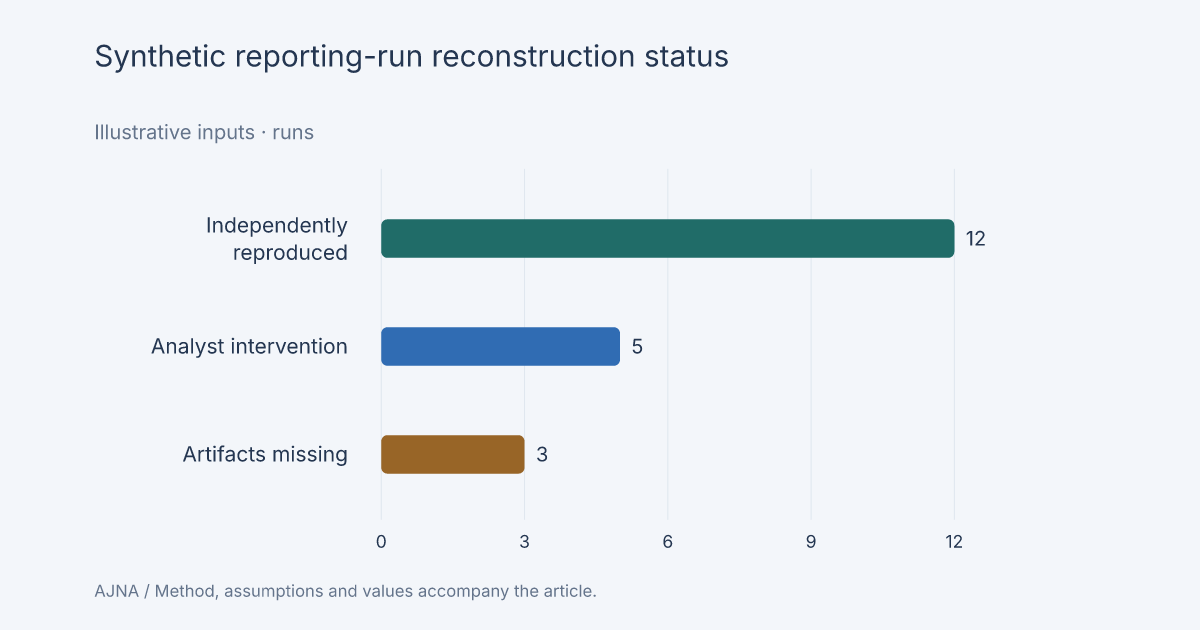 Synthetic reporting-run reconstruction status
Illustrative inputs · runs
Independently
reproduced
12
Analyst intervention
5
Artifacts missing
3
0 3 6 9 12
AJNA / Method, assumptions and values accompany the article.